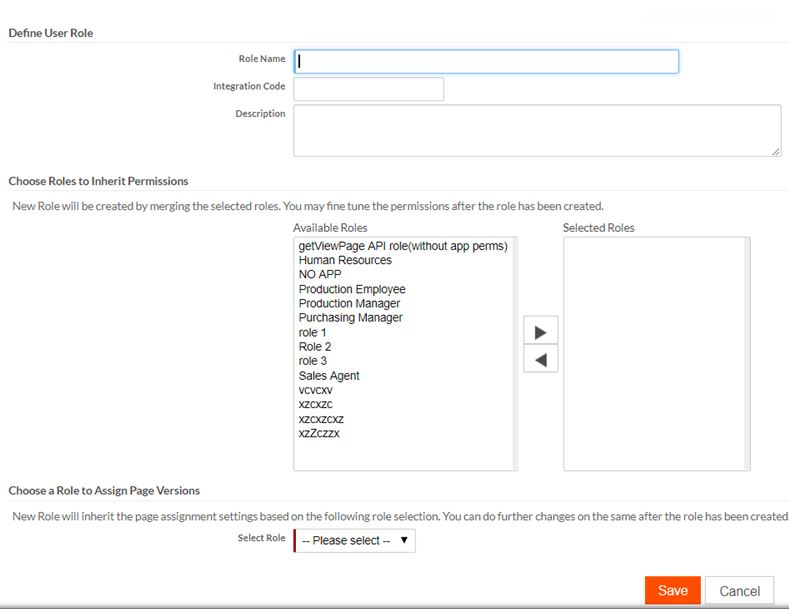 Define User Role
Role Name
Integration Code
Description
Choose Roles to Inherit Permissions
New Role will be created by merging the selected roles. You may fine tune the permissions after the role has been created.
Available Roles
Selected Roles
getViewPage API role(without app perms)
Human Resources
NO APP
Production Employee
Production Manager
Purchasing Manager
role 1
Role 2
role 3
Sales Agent
vcvcxv
xzcxzc
xzcxzcxz
xzZczzx
Choose a Role to Assign Page Versions
New Role will inherit the page assignment settings based on the following role selection. You can do further changes on the same after the role has been created
Select Role
-- Please select --
Save
Cancel